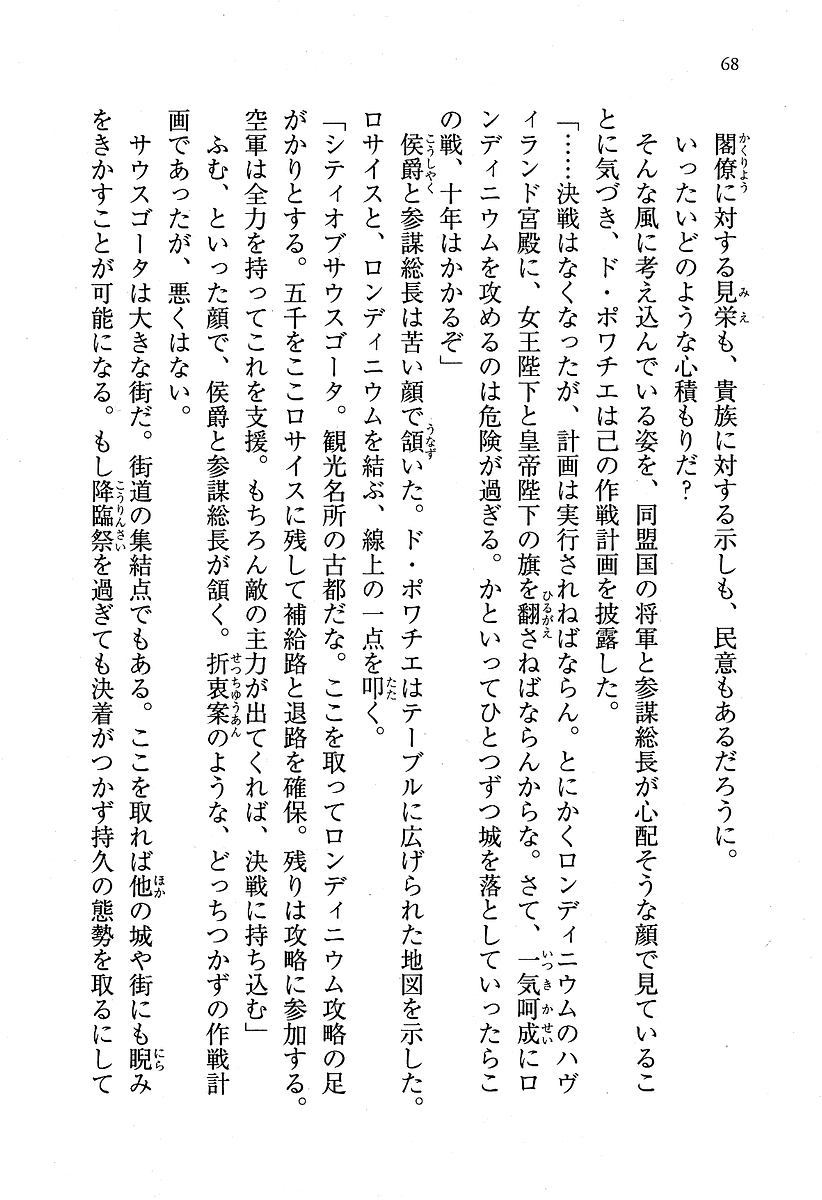 68
閣僚に対する見栄も、貴族に対する示しも、民意もあるだろうに。
いったいどのような心積もりだ?
そんな風に考え込んでいる姿を、同盟国の将軍と参謀総長が心配そうな顔で見ているこ
とに気づき、ド・ポワチエは己の作戦計画を披露した。
「……決戦はなくなったが、計画は実行されねばならん。とにかくロンディニウムのハヴ
ィランド宮殿に、女王陛下と皇帝陛下の旗を翻さねばならんからな。さて、一気呵成にロ
ンディニウムを攻めるのは危険が過ぎる。かといってひとつずつ城を落としていったらこ
の戦、十年はかかるぞ」
侯爵と参謀総長は苦い顔で頷いた。ド・ポワチエはテーブルに広げられた地図を示した。
ロサイスと、ロンディニウムを結ぶ、線上の一点を叩く。
「シティオブサウスゴータ。観光名所の古都だな。ここを取ってロンディニウム攻略の足
がかりとする。五千をここロサイスに残して補給路と退路を確保。残りは攻略に参加する。
空軍は全力を持ってこれを支援。もちろん敵の主力が出てくれば、決戦に持ち込む」
ふむ、といった顔で、侯爵と参謀総長が頷く。折衷案のような、どっちつかずの作戦計
画であったが、悪くはない。
サウスゴータは大きな街だ。街道の集結点でもある。ここを取れば他の城や街にも睨み
をきかすことが可能になる。もし降臨祭を過ぎても決着がつかず持久の態勢を取るにして